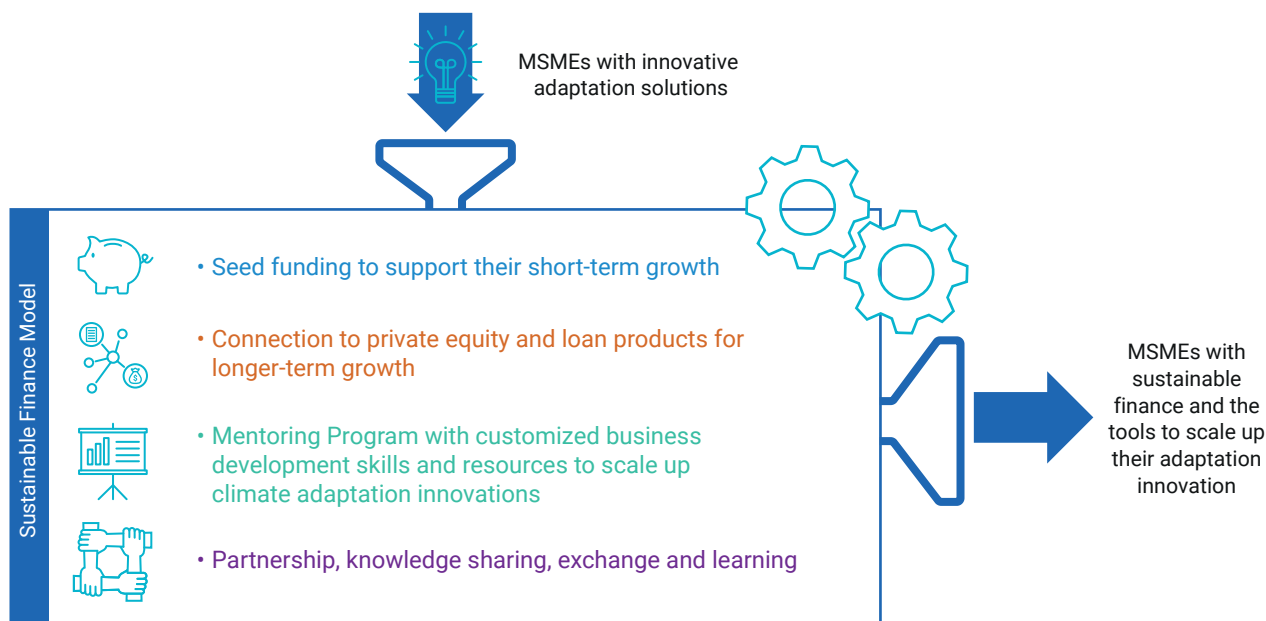 MSMEs with innovative
adaptation solutions
Sustainable Finance Model
• Seed funding to support their short-term growth
• Connection to private equity and loan products for
longer-term growth
• Mentoring Program with customized business
development skills and resources to scale up
climate adaptation innovations
• Partnership, knowledge sharing, exchange and learning
MSMEs with
sustainable
finance and the
tools to scale up
their adaptation
innovation